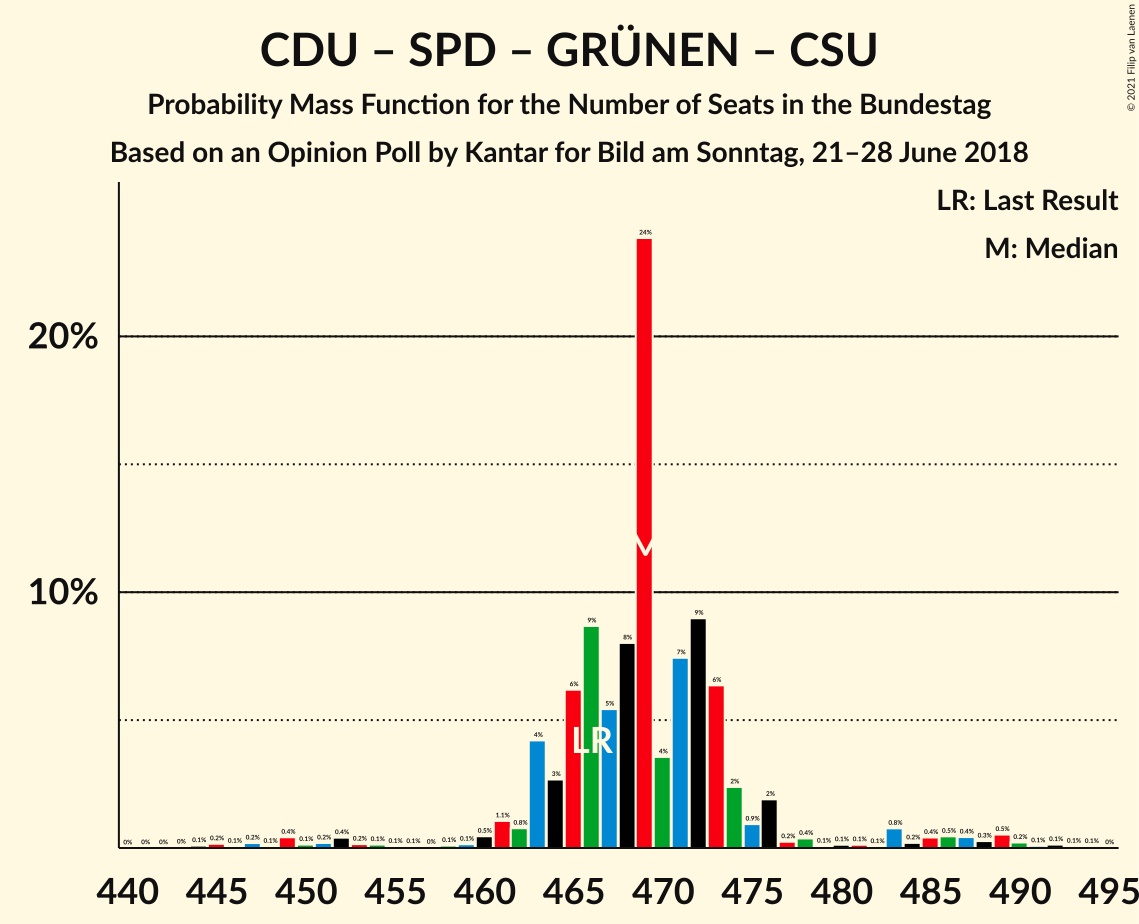 CDU – SPD – GRÜNEN – CSU
Probability Mass Function for the Number of Seats in the Bundestag
Based on an Opinion Poll by Kantar for Bild am Sonntag, 21–28 June 2018
© 2021 Filip van Laenen
LR: Last Result
M: Median
20%
10%
0% 0% 0% 0% 0.1% 0.2% 0.1% 0.2% 0.1% 0.4% 0.1% 0.2% 0.4% 0.2% 0.1% 0.1% 0.1% 0% 0.1% 0.1% 0.5% 1.1% 0.8% 4% 3% 6% 9% 5% 8% 24% 4% 7% 9% 6% 2% 0.9% 2% 0.2% 0.4% 0.1% 0.1% 0.1% 0.1% 0.8% 0.2% 0.4% 0.5% 0.4% 0.3% 0.5% 0.2% 0.1% 0.2% 0.1% 0.1% 0%
M
LR
440 445 450 455 460 465 470 475 480 485 490 495